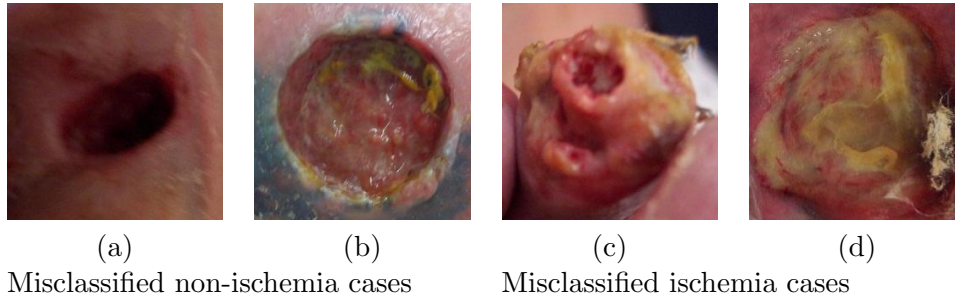 (a) (b) (c) (d)
Misclassified non-ischemia cases Misclassified ischemia cases